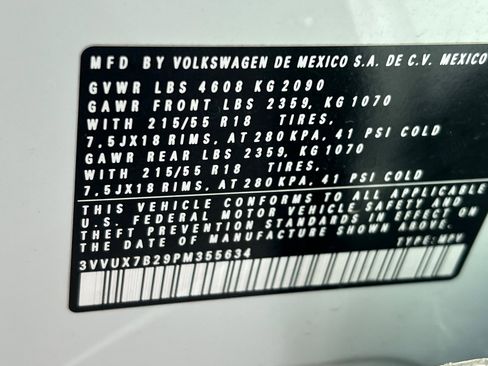 MFD BY VOLKSWAGEN DE MEXICO S.A. DE C.V. MEXICO
GVWR LBS 4608 KG 2090
GAWR FRONT LBS 2359, KG 1070
WITH 215/55 R18 TIRES,
7.5JX18 RIMS, AT 280 KPA, 41 PSI COLD
GAWR REAR LBS 2359, KG 1070
WITH 215/55 R18 TIRES,
7.5JX18 RIMS, AT 280 KPA, 41 PSI COLD
THIS VEHICLE CONFORMS TO ALL APPLICABLE
U.S. FEDERAL MOTOR VEHICLE SAFETY AND
THEFT PREVENTION STANDARDS IN EFFECT ON
THE DATE OF MANUFACTURE SHOWN ABOVE.
3VVUX7B29PM355634 TYPE: MPV